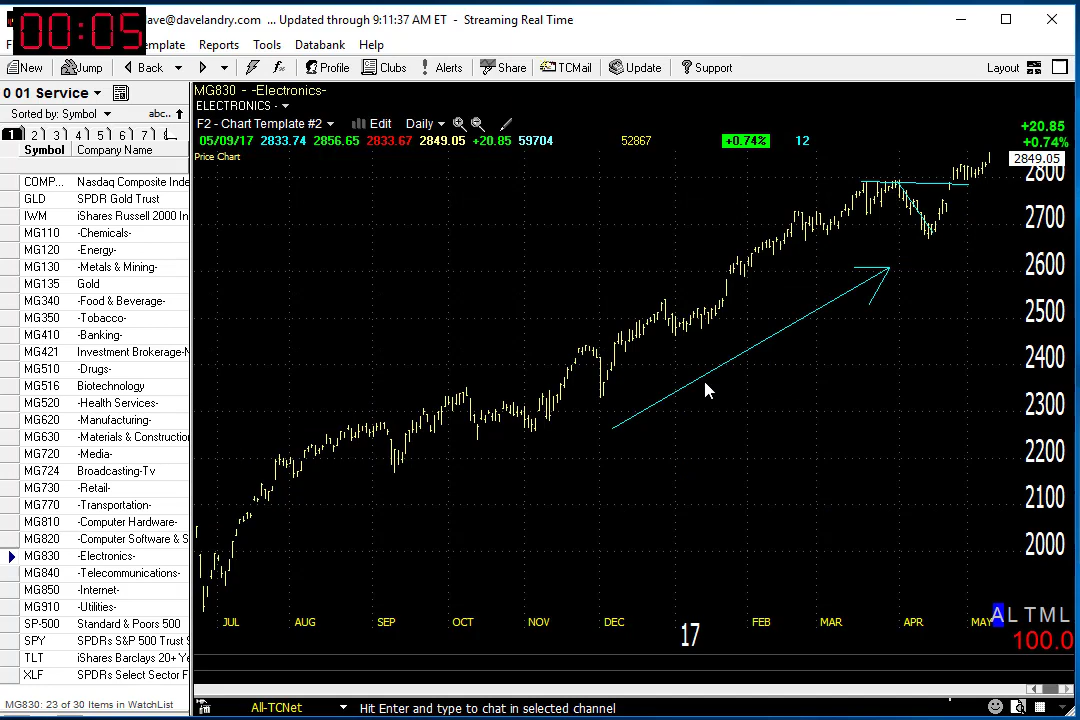 00:05
ave@davelandry.com ... Updated through 9:11:37 AM ET - Streaming Real Time
F emplate Reports Tools Databank Help
New Jump Back Profile Clubs Alerts Share TCMail Update Support Layout
0 01 Service
Sorted by: Symbol abc..
1 2 3 4 5 6 7
Symbol Company Name
COMP... Nasdaq Composite Inde
GLD SPDR Gold Trust
IWM iShares Russell 2000 In
MG110 -Chemicals-
MG120 -Energy-
MG130 -Metals & Mining-
MG135 Gold
MG340 -Food & Beverage-
MG350 -Tobacco-
MG410 -Banking-
MG421 Investment Brokerage-N
MG510 -Drugs-
MG516 Biotechnology
MG520 -Health Services-
MG620 -Manufacturing-
MG630 -Materials & Constructior
MG720 -Media-
MG724 Broadcasting-Tv
MG730 -Retail-
MG770 -Transportation-
MG810 -Computer Hardware-
MG820 -Computer Software & S
MG830 -Electronics-
MG840 -Telecommunications-
MG850 -Internet-
MG910 -Utilities-
SP-500 Standard & Poors 500
SPY SPDRs S&P 500 Trust S
TLT iShares Barclays 20+ Ye
XLF SPDRs Select Sector F
MG830: 23 of 30 Items in WatchList
MG830 - -Electronics-
ELECTRONICS -
F2 - Chart Template #2 Edit Daily
05/09/17 2833.74 2856.65 2833.67 2849.05 +20.85 59704 52867 +0.74% 12
Price Chart
+20.85
+0.74%
2849.05
2800
2700
2600
2500
2400
2300
2200
2100
2000
JUL AUG SEP OCT NOV DEC 17 FEB MAR APR MAY
A L T M L
100.0
All-TCNet Hit Enter and type to chat in selected channel